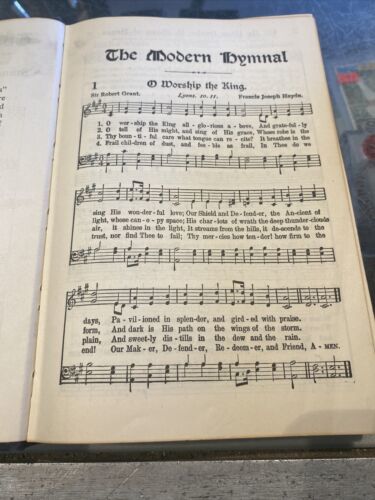 The Modern Hymnal
1
O Worship the King.
Sir Robert Grant.
Lyons. 10. 11.
Francis Joseph Haydn.
1. O wor-ship the King all - glo-rious a - bove, And grate-ful-ly
2. O tell of His might, and sing of His grace, Whose robe is the
3. Thy boun-ti-ful care what tongue can re-cite? It breathes in the
4. Frail chil-dren of dust, and fee-ble as frail, In Thee do we
sing His won-der-ful love; Our Shield and De-fend-er, the An-cient of
light, whose can-o-py space; His char-iots of wrath the deep thunder-clouds
air, it shines in the light, It streams from the hills, it de-scends to the
trust, nor find Thee to fail; Thy mer-cies how ten-der! how firm to the
days, Pa-vil-ioned in splen-dor, and gird-ed with praise.
form, And dark is His path on the wings of the storm.
plain, And sweet-ly dis-tills in the dew and the rain.
end! Our Mak-er, De-fend-er, Re-deem-er, and Friend, A-MEN.